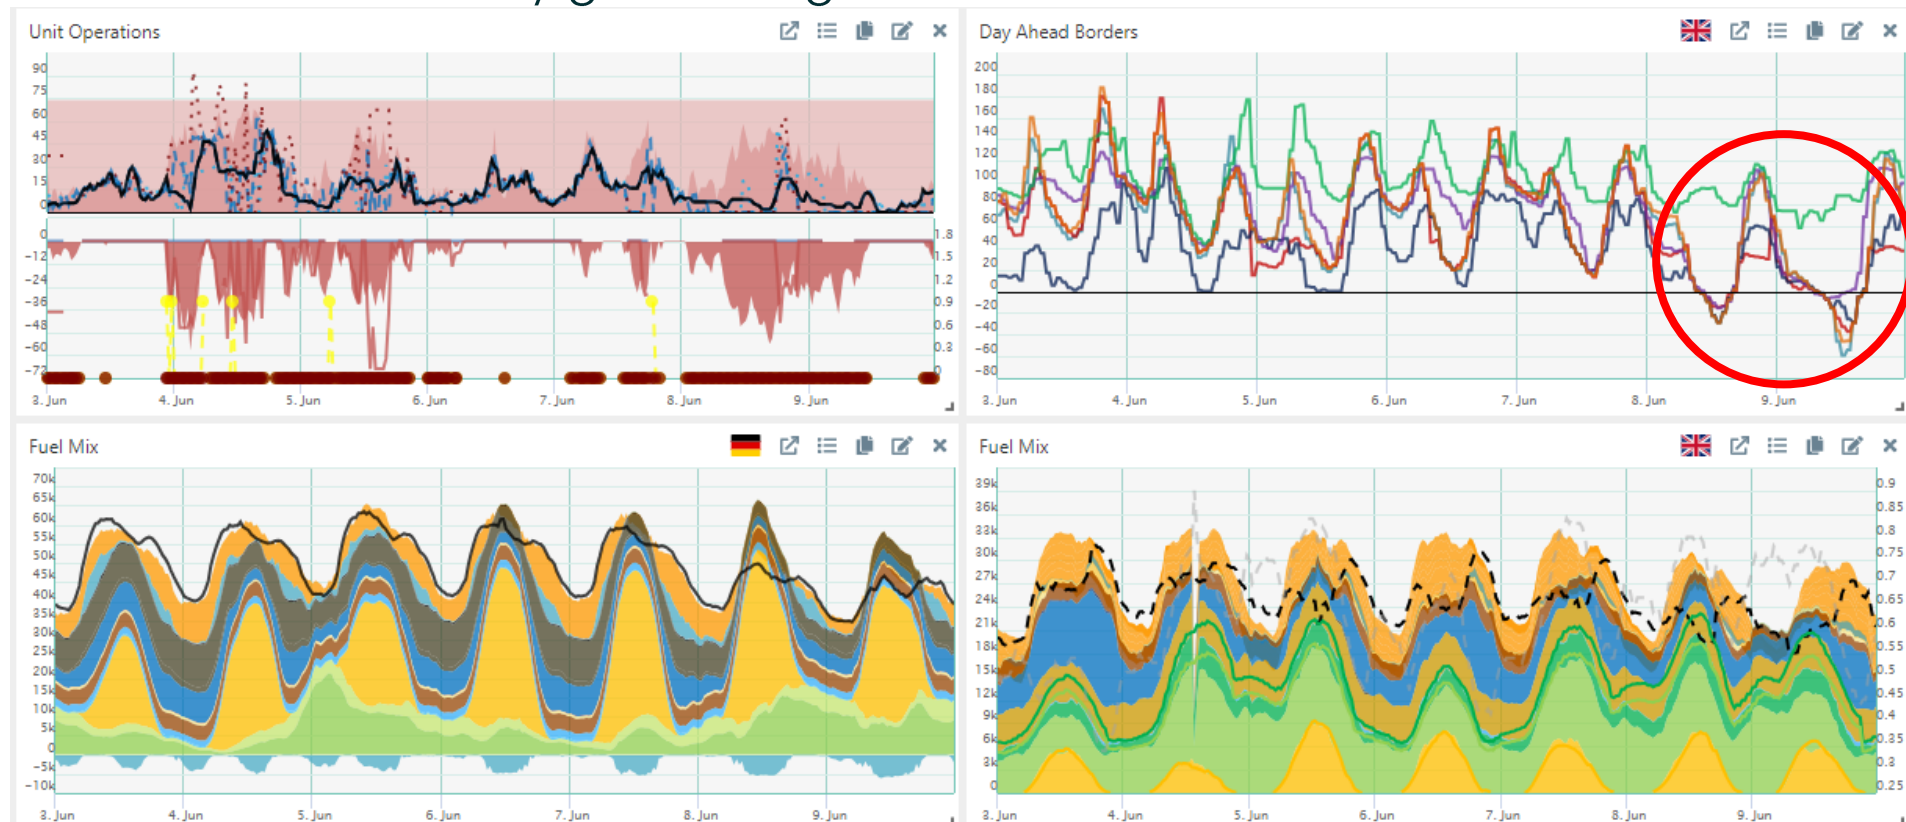 Unit Operations
90
75
60
45
30
15
0
0
-12
-24
-36
-48
-60
-72
1.8
1.5
1.2
0.9
0.6
0.3
0
3. Jun
4. Jun
5. Jun
6. Jun
7. Jun
8. Jun
9. Jun
Day Ahead Borders
200
180
160
140
120
100
80
60
40
20
0
-20
-40
-60
-80
3. Jun
4. Jun
5. Jun
6. Jun
7. Jun
8. Jun
9. Jun
Fuel Mix
70k
65k
60k
55k
50k
45k
40k
35k
30k
25k
20k
15k
10k
5k
0
-5k
-10k
3. Jun
4. Jun
5. Jun
6. Jun
7. Jun
8. Jun
9. Jun
Fuel Mix
39k
36k
33k
30k
27k
24k
21k
18k
15k
12k
9k
6k
3k
0
0.9
0.85
0.8
0.75
0.7
0.65
0.6
0.55
0.5
0.45
0.4
0.35
0.3
0.25
3. Jun
4. Jun
5. Jun
6. Jun
7. Jun
8. Jun
9. Jun